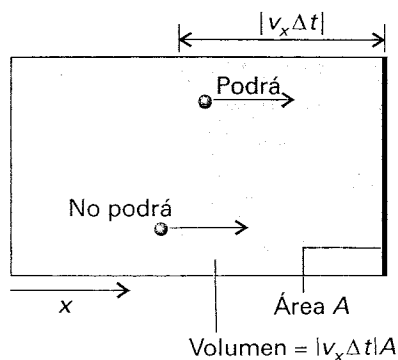 |vₓΔt|
Podrá
No podrá
x
Área A
Volumen = |vₓΔt|A